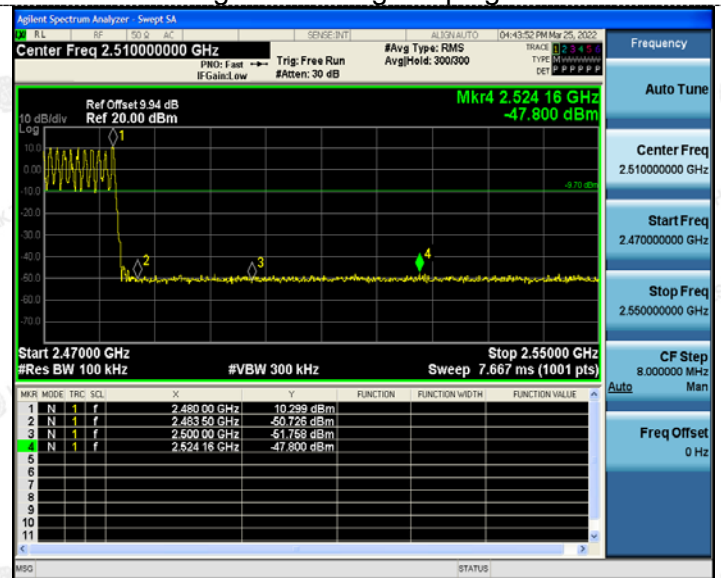 Agilent Spectrum Analyzer - Swept SA
RL RF 50 Ω AC SENSE:INT ALIGNAUTO 04:43:52 PM Mar 25, 2022
Center Freq 2.510000000 GHz #Avg Type: RMS TRACE 1 2 3 4 5 6
PNO: Fast Trig: Free Run Avg|Hold: 300/300 TYPE M
IFGain:Low #Atten: 30 dB DET P P P P P P
Mkr4 2.524 16 GHz
Ref Offset 9.94 dB
10 dB/div Ref 20.00 dBm -47.800 dBm
Log
10.0
0.00
-10.0
-20.0
-30.0
-40.0
-50.0
-60.0
-70.0
1
-9.70 dBm
2
3
4
Start 2.47000 GHz Stop 2.55000 GHz
#Res BW 100 kHz #VBW 300 kHz Sweep 7.667 ms (1001 pts)
MKR MODE TRC SCL X Y FUNCTION FUNCTION WIDTH FUNCTION VALUE
1 N 1 f 2.480 00 GHz 10.299 dBm
2 N 1 f 2.483 50 GHz -50.726 dBm
3 N 1 f 2.500 00 GHz -51.758 dBm
4 N 1 f 2.524 16 GHz -47.800 dBm
5
6
7
8
9
10
11
MSG STATUS
Frequency
Auto Tune
Center Freq
2.510000000 GHz
Start Freq
2.470000000 GHz
Stop Freq
2.550000000 GHz
CF Step
8.000000 MHz
Auto Man
Freq Offset
0 Hz